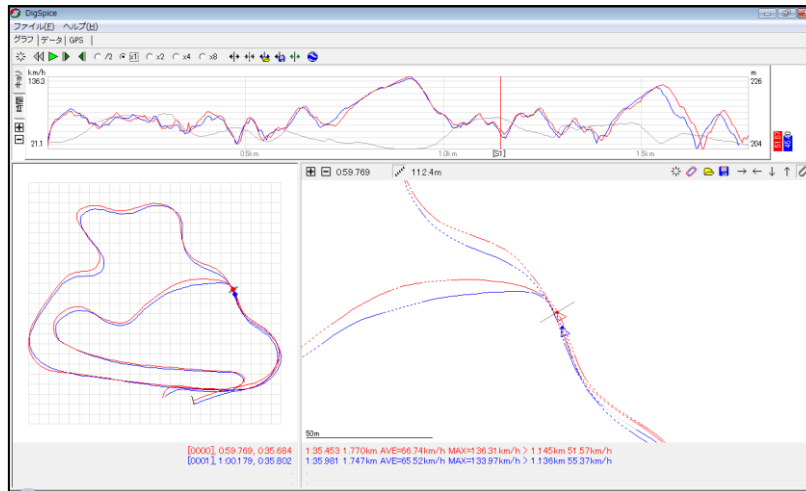 DigSpice
ファイル(F) ヘルプ(H)
グラフ データ GPS
/2 x1 x2 x4 x8
km/h
136.3
21.1
m
226
204
0.5km 1.0km [S1] 1.5km
51.57
0:59.769 112.4m
50m
[0000], 0:59.769, 0:35.684
[0001], 1:00.179, 0:35.802
1:35.453 1.770km AVE=66.74km/h MAX=136.31km/h > 1.145km 51.57km/h
1:35.981 1.747km AVE=65.52km/h MAX=133.97km/h > 1.136km 55.37km/h